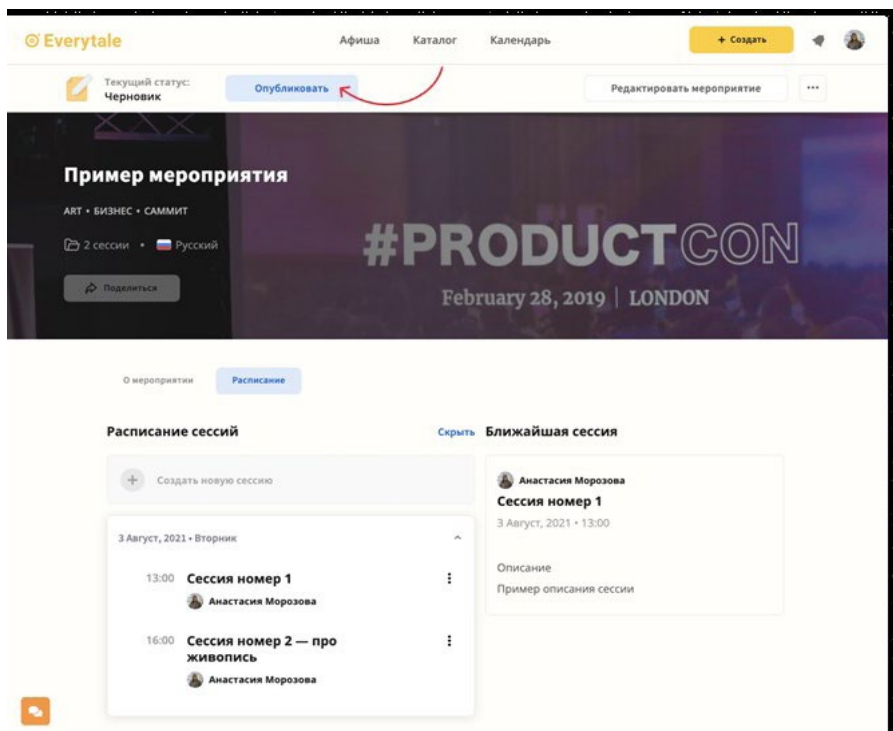 Everytale
Афиша
Каталог
Календарь
+ Создать
Текущий статус:
Черновик
Опубликовать
Редактировать мероприятие
Пример мероприятия
ART • БИЗНЕС • САММИТ
2 сессии • Русский
Поделиться
#PRODUCTCON
February 28, 2019 | LONDON
О мероприятии
Расписание
Расписание сессий
Скрыть
Создать новую сессию
3 Август, 2021 • Вторник
13:00 Сессия номер 1
Анастасия Морозова
16:00 Сессия номер 2 — про
живопись
Анастасия Морозова
Ближайшая сессия
Анастасия Морозова
Сессия номер 1
3 Август, 2021 • 13:00
Описание
Пример описания сессии